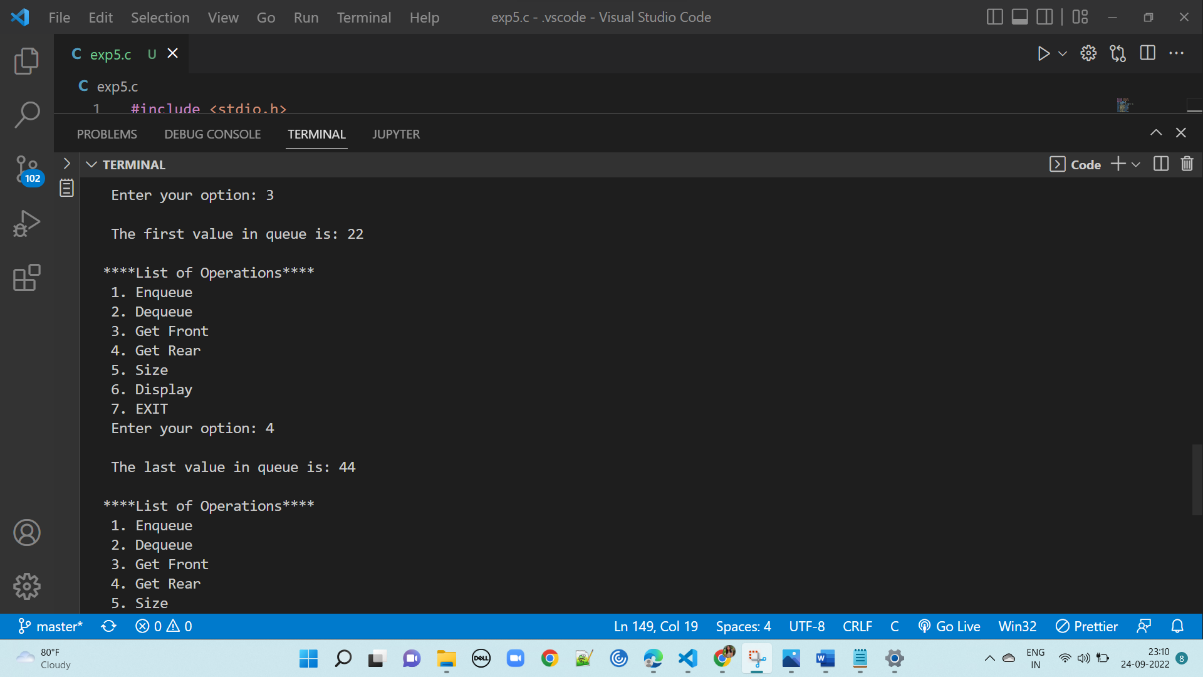 File Edit Selection View Go Run Terminal Help exp5.c - .vscode - Visual Studio Code
C exp5.c U
C exp5.c
1 #include <stdio.h>
PROBLEMS DEBUG CONSOLE TERMINAL JUPYTER
TERMINAL Code
102
Enter your option: 3
The first value in queue is: 22
****List of Operations****
1. Enqueue
2. Dequeue
3. Get Front
4. Get Rear
5. Size
6. Display
7. EXIT
Enter your option: 4
The last value in queue is: 44
****List of Operations****
1. Enqueue
2. Dequeue
3. Get Front
4. Get Rear
5. Size
master* 0 0 Ln 149, Col 19 Spaces: 4 UTF-8 CRLF C Go Live Win32 Prettier
80°F
Cloudy
DELL
ENG
IN
23:10
24-09-2022
8